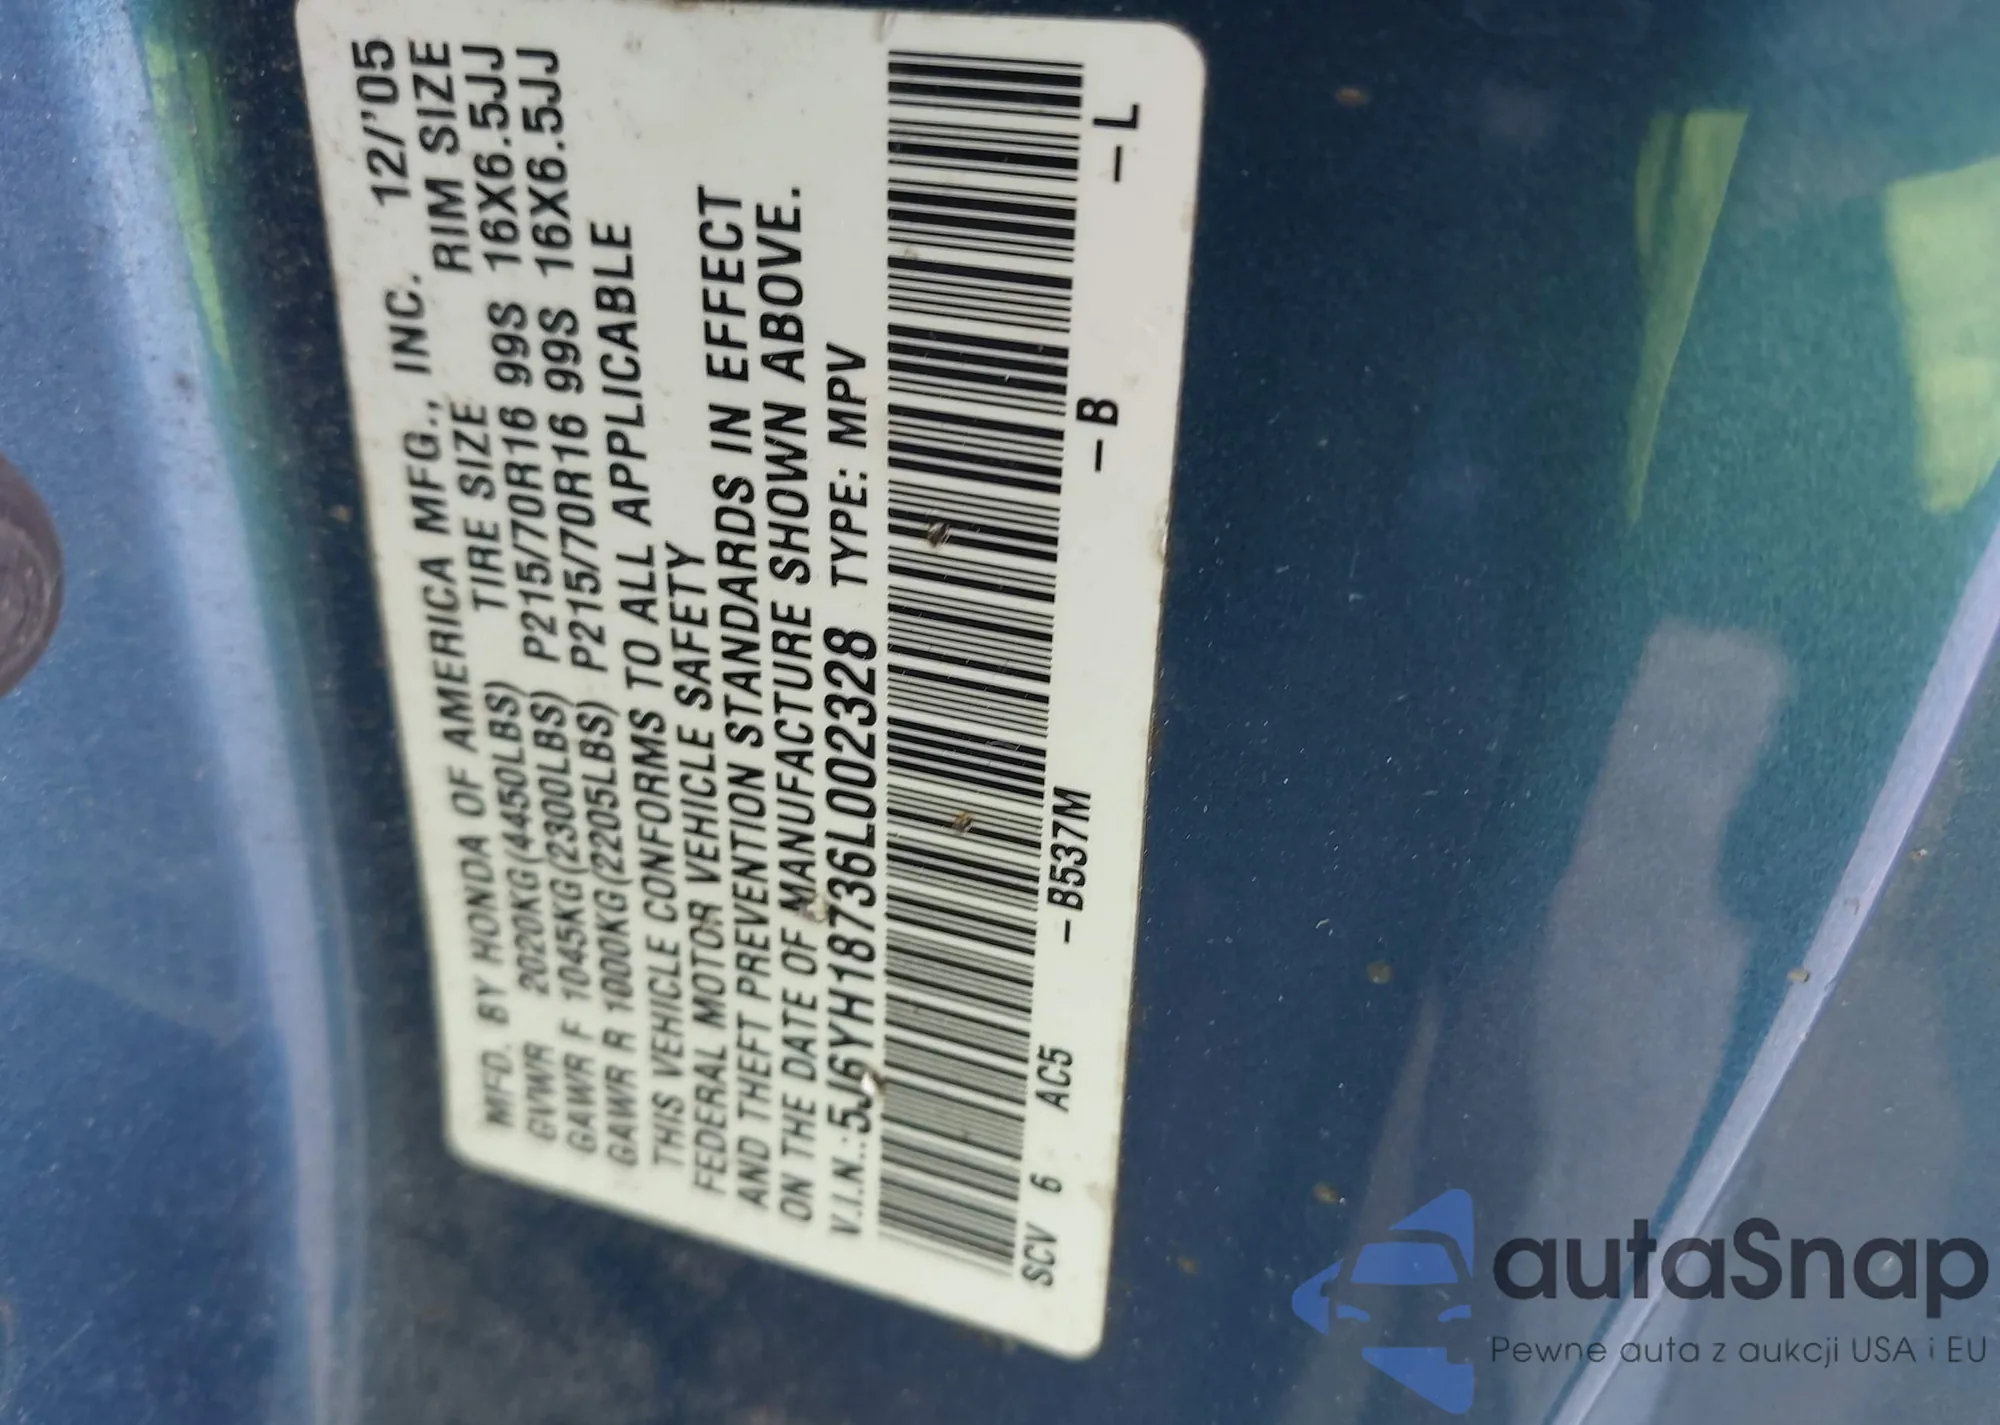 MFD. BY HONDA OF AMERICA MFG., INC. 12/'05
GVWR 2020KG(4450LBS) TIRE SIZE RIM SIZE
GAWR F 1045KG(2300LBS) P215/70R16 99S 16X6.5JJ
GAWR R 1000KG(2205LBS) P215/70R16 99S 16X6.5JJ
THIS VEHICLE CONFORMS TO ALL APPLICABLE
FEDERAL MOTOR VEHICLE SAFETY
AND THEFT PREVENTION STANDARDS IN EFFECT
ON THE DATE OF MANUFACTURE SHOWN ABOVE.
V.I.N.:5J6YH18736L002328 TYPE: MPV
SCV 6 AC5 –B537M –B –L
autaSnap
Pewne auta z aukcji USA i EU